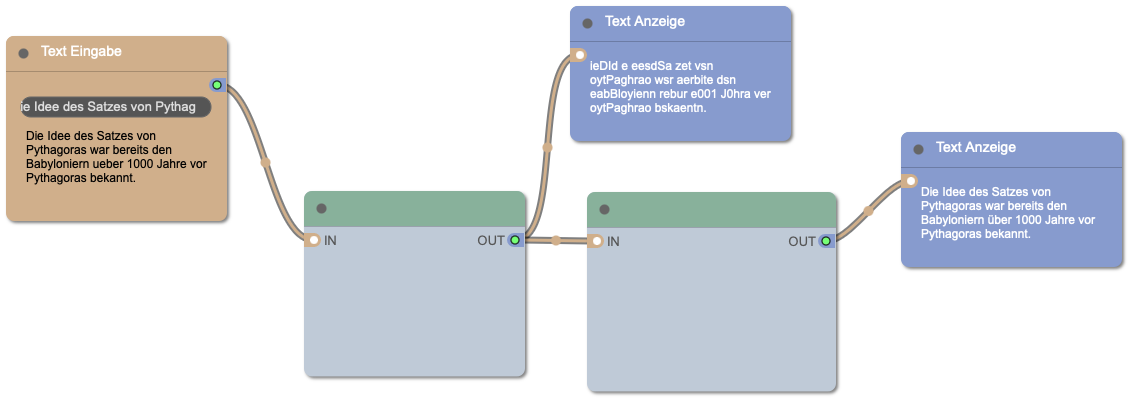 Text Eingabe
ie Idee des Satzes von Pythag
Die Idee des Satzes von
Pythagoras war bereits den
Babyloniern ueber 1000 Jahre vor
Pythagoras bekannt.
IN
OUT
Text Anzeige
ieDId e eesdSa zet vsn
oytPaghrao wsr aerbite dsn
eabBloyienn rebur e001 J0hra ver
oytPaghrao bskaentn.
IN
OUT
Text Anzeige
Die Idee des Satzes von
Pythagoras war bereits den
Babyloniern über 1000 Jahre vor
Pythagoras bekannt.